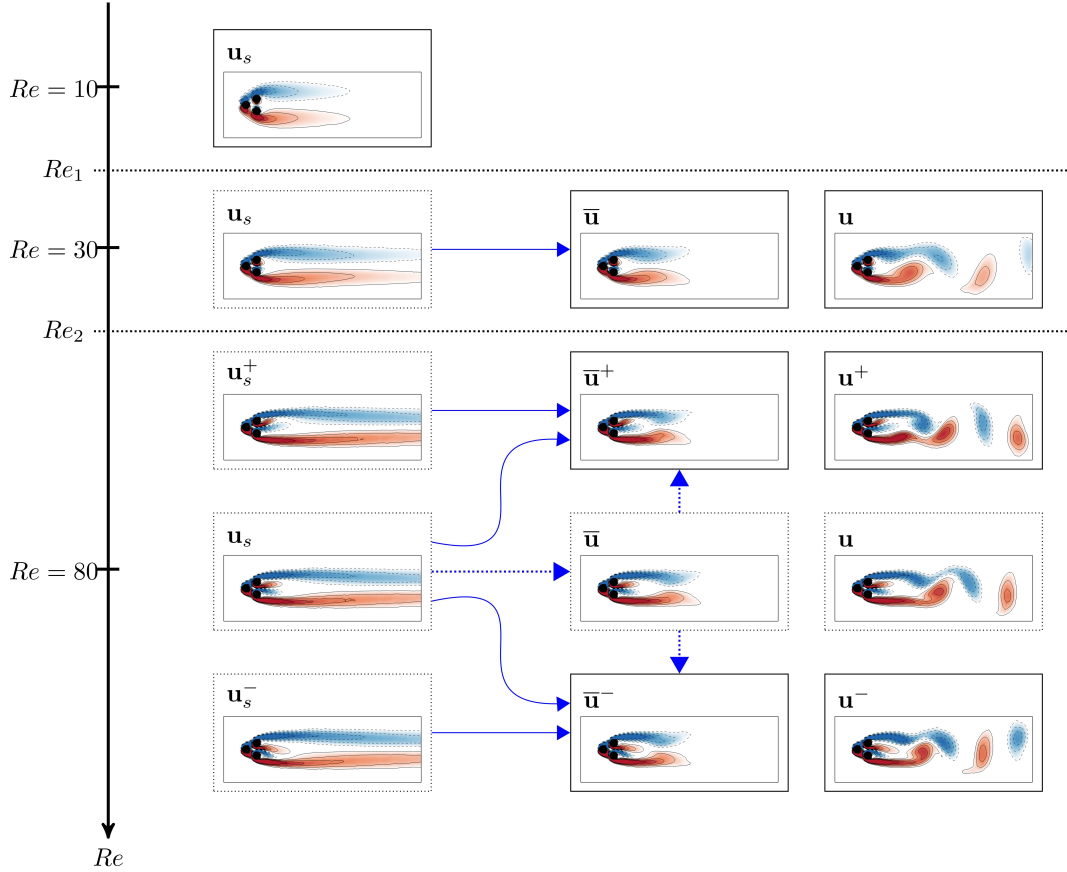 u_s
Re = 10
Re_1
u_s u̅ u
Re = 30
Re_2
u_s^+ u̅^+ u^+
u_s u̅ u
Re = 80
u_s^- u̅^- u^-
Re